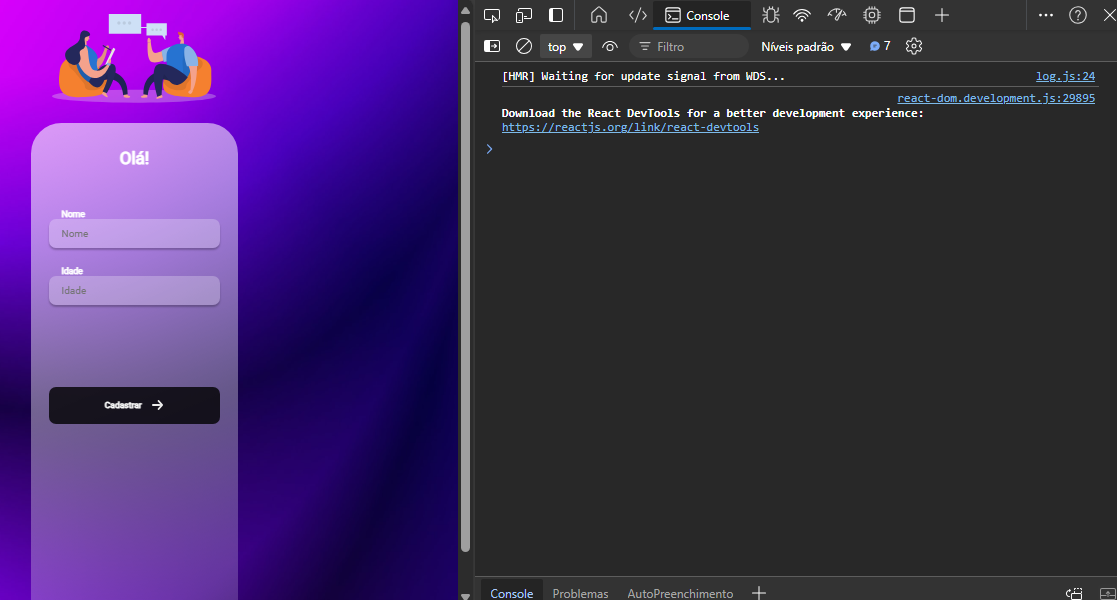 Olá!
Nome
Nome
Idade
Idade
Cadastrar
Console
top
Filtro
Níveis padrão
7
[HMR] Waiting for update signal from WDS... log.js:24
react-dom.development.js:29895
Download the React DevTools for a better development experience:
https://reactjs.org/link/react-devtools
Console Problemas AutoPreenchimento